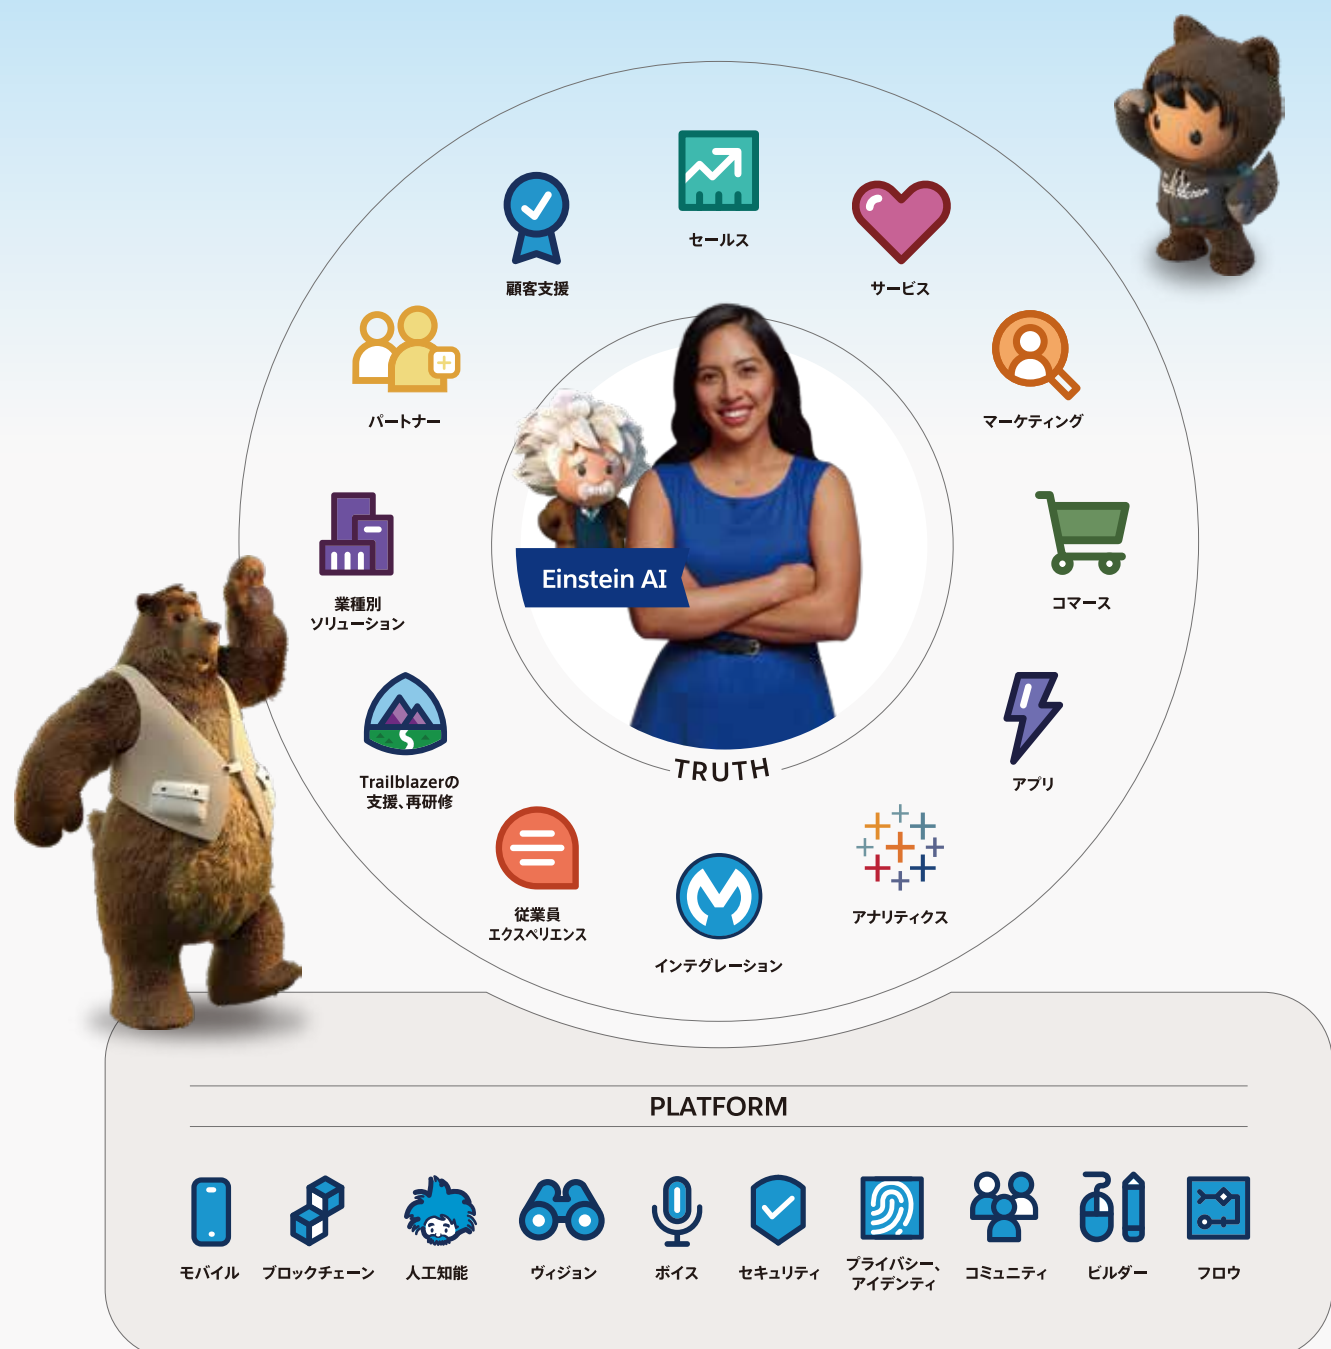 セールス
顧客支援
サービス
パートナー
マーケティング
業種別
ソリューション
Einstein AI
コマース
Trailblazerの
支援、再研修
TRUTH
アプリ
従業員
エクスペリエンス
インテグレーション
アナリティクス
PLATFORM
モバイル
ブロックチェーン
人工知能
ヴィジョン
ボイス
セキュリティ
プライバシー、
アイデンティ
コミュニティ
ビルダー
フロウ